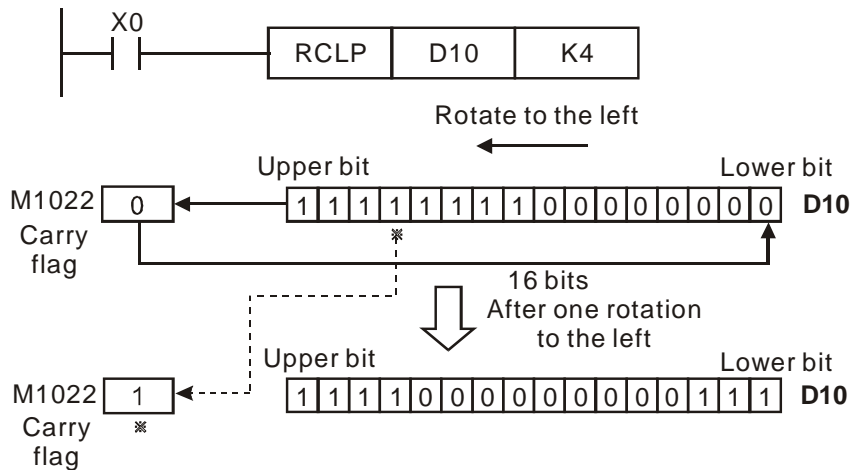 X0
RCLP D10 K4
Rotate to the left
Upper bit Lower bit
M1022 0 1 1 1 1 1 1 1 1 0 0 0 0 0 0 0 0 D10
Carry
flag
※
16 bits
After one rotation
to the left
Upper bit Lower bit
M1022 1 1 1 1 1 0 0 0 0 0 0 0 0 0 1 1 1 D10
Carry ※
flag